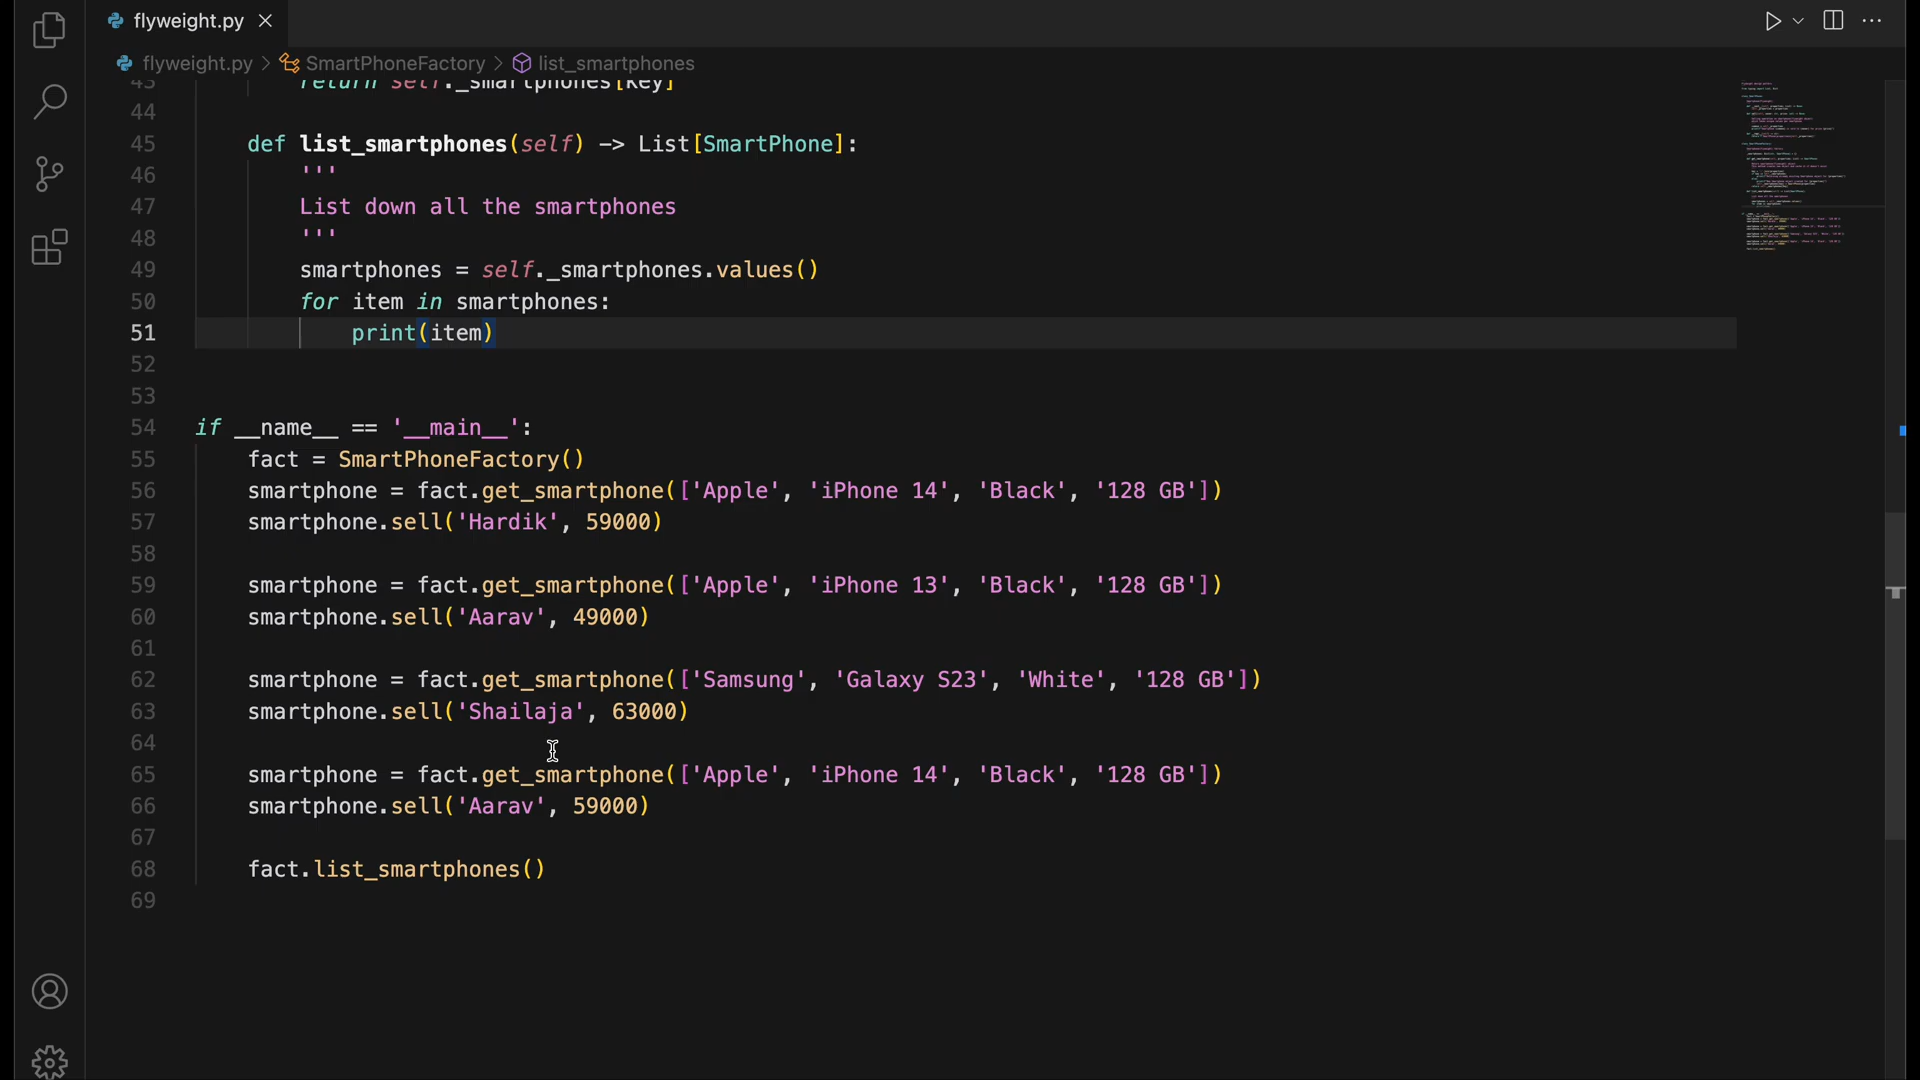 flyweight.py
flyweight.py > SmartPhoneFactory > list_smartphones
43 return self._smartphones[key]
44
45 def list_smartphones(self) -> List[SmartPhone]:
46 '''
47 List down all the smartphones
48 '''
49 smartphones = self._smartphones.values()
50 for item in smartphones:
51 print(item)
52
53
54 if __name__ == '__main__':
55 fact = SmartPhoneFactory()
56 smartphone = fact.get_smartphone(['Apple', 'iPhone 14', 'Black', '128 GB'])
57 smartphone.sell('Hardik', 59000)
58
59 smartphone = fact.get_smartphone(['Apple', 'iPhone 13', 'Black', '128 GB'])
60 smartphone.sell('Aarav', 49000)
61
62 smartphone = fact.get_smartphone(['Samsung', 'Galaxy S23', 'White', '128 GB'])
63 smartphone.sell('Shailaja', 63000)
64
65 smartphone = fact.get_smartphone(['Apple', 'iPhone 14', 'Black', '128 GB'])
66 smartphone.sell('Aarav', 59000)
67
68 fact.list_smartphones()
69